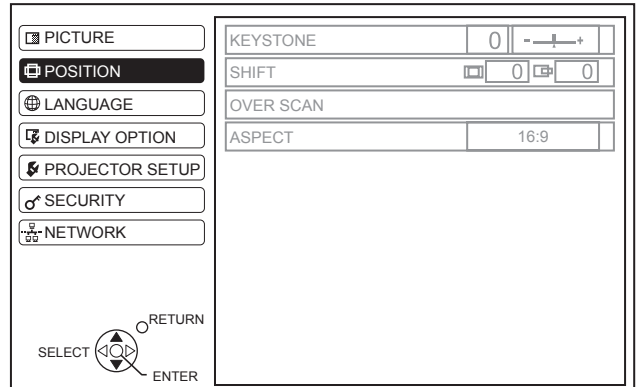 PICTURE
POSITION
LANGUAGE
DISPLAY OPTION
PROJECTOR SETUP
SECURITY
NETWORK
RETURN
SELECT
ENTER
KEYSTONE 0 - +
SHIFT 0 0
OVER SCAN
ASPECT 16:9